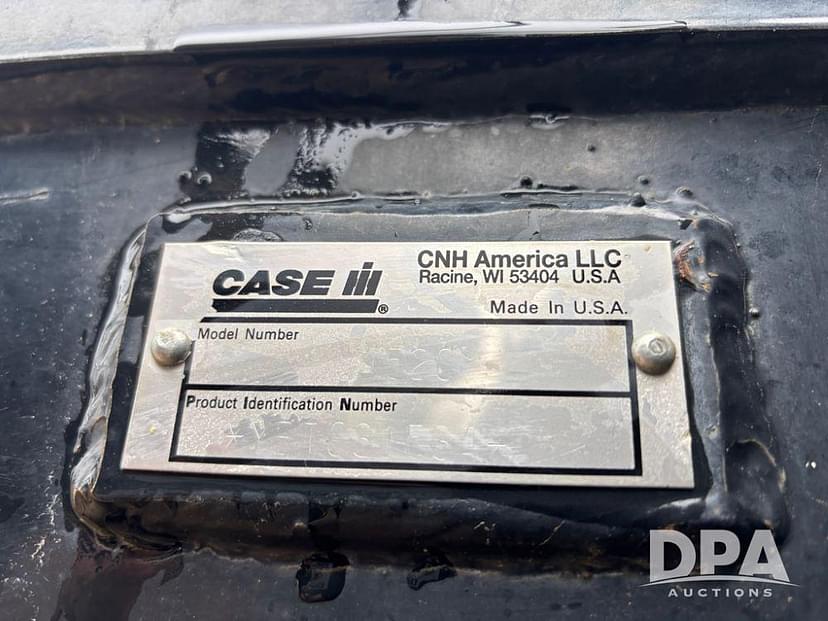 CASE IH ®
CNH America LLC
Racine, WI 53404 U.S.A
Made In U.S.A.
Model Number
Product Identification Number
DPA
AUCTIONS